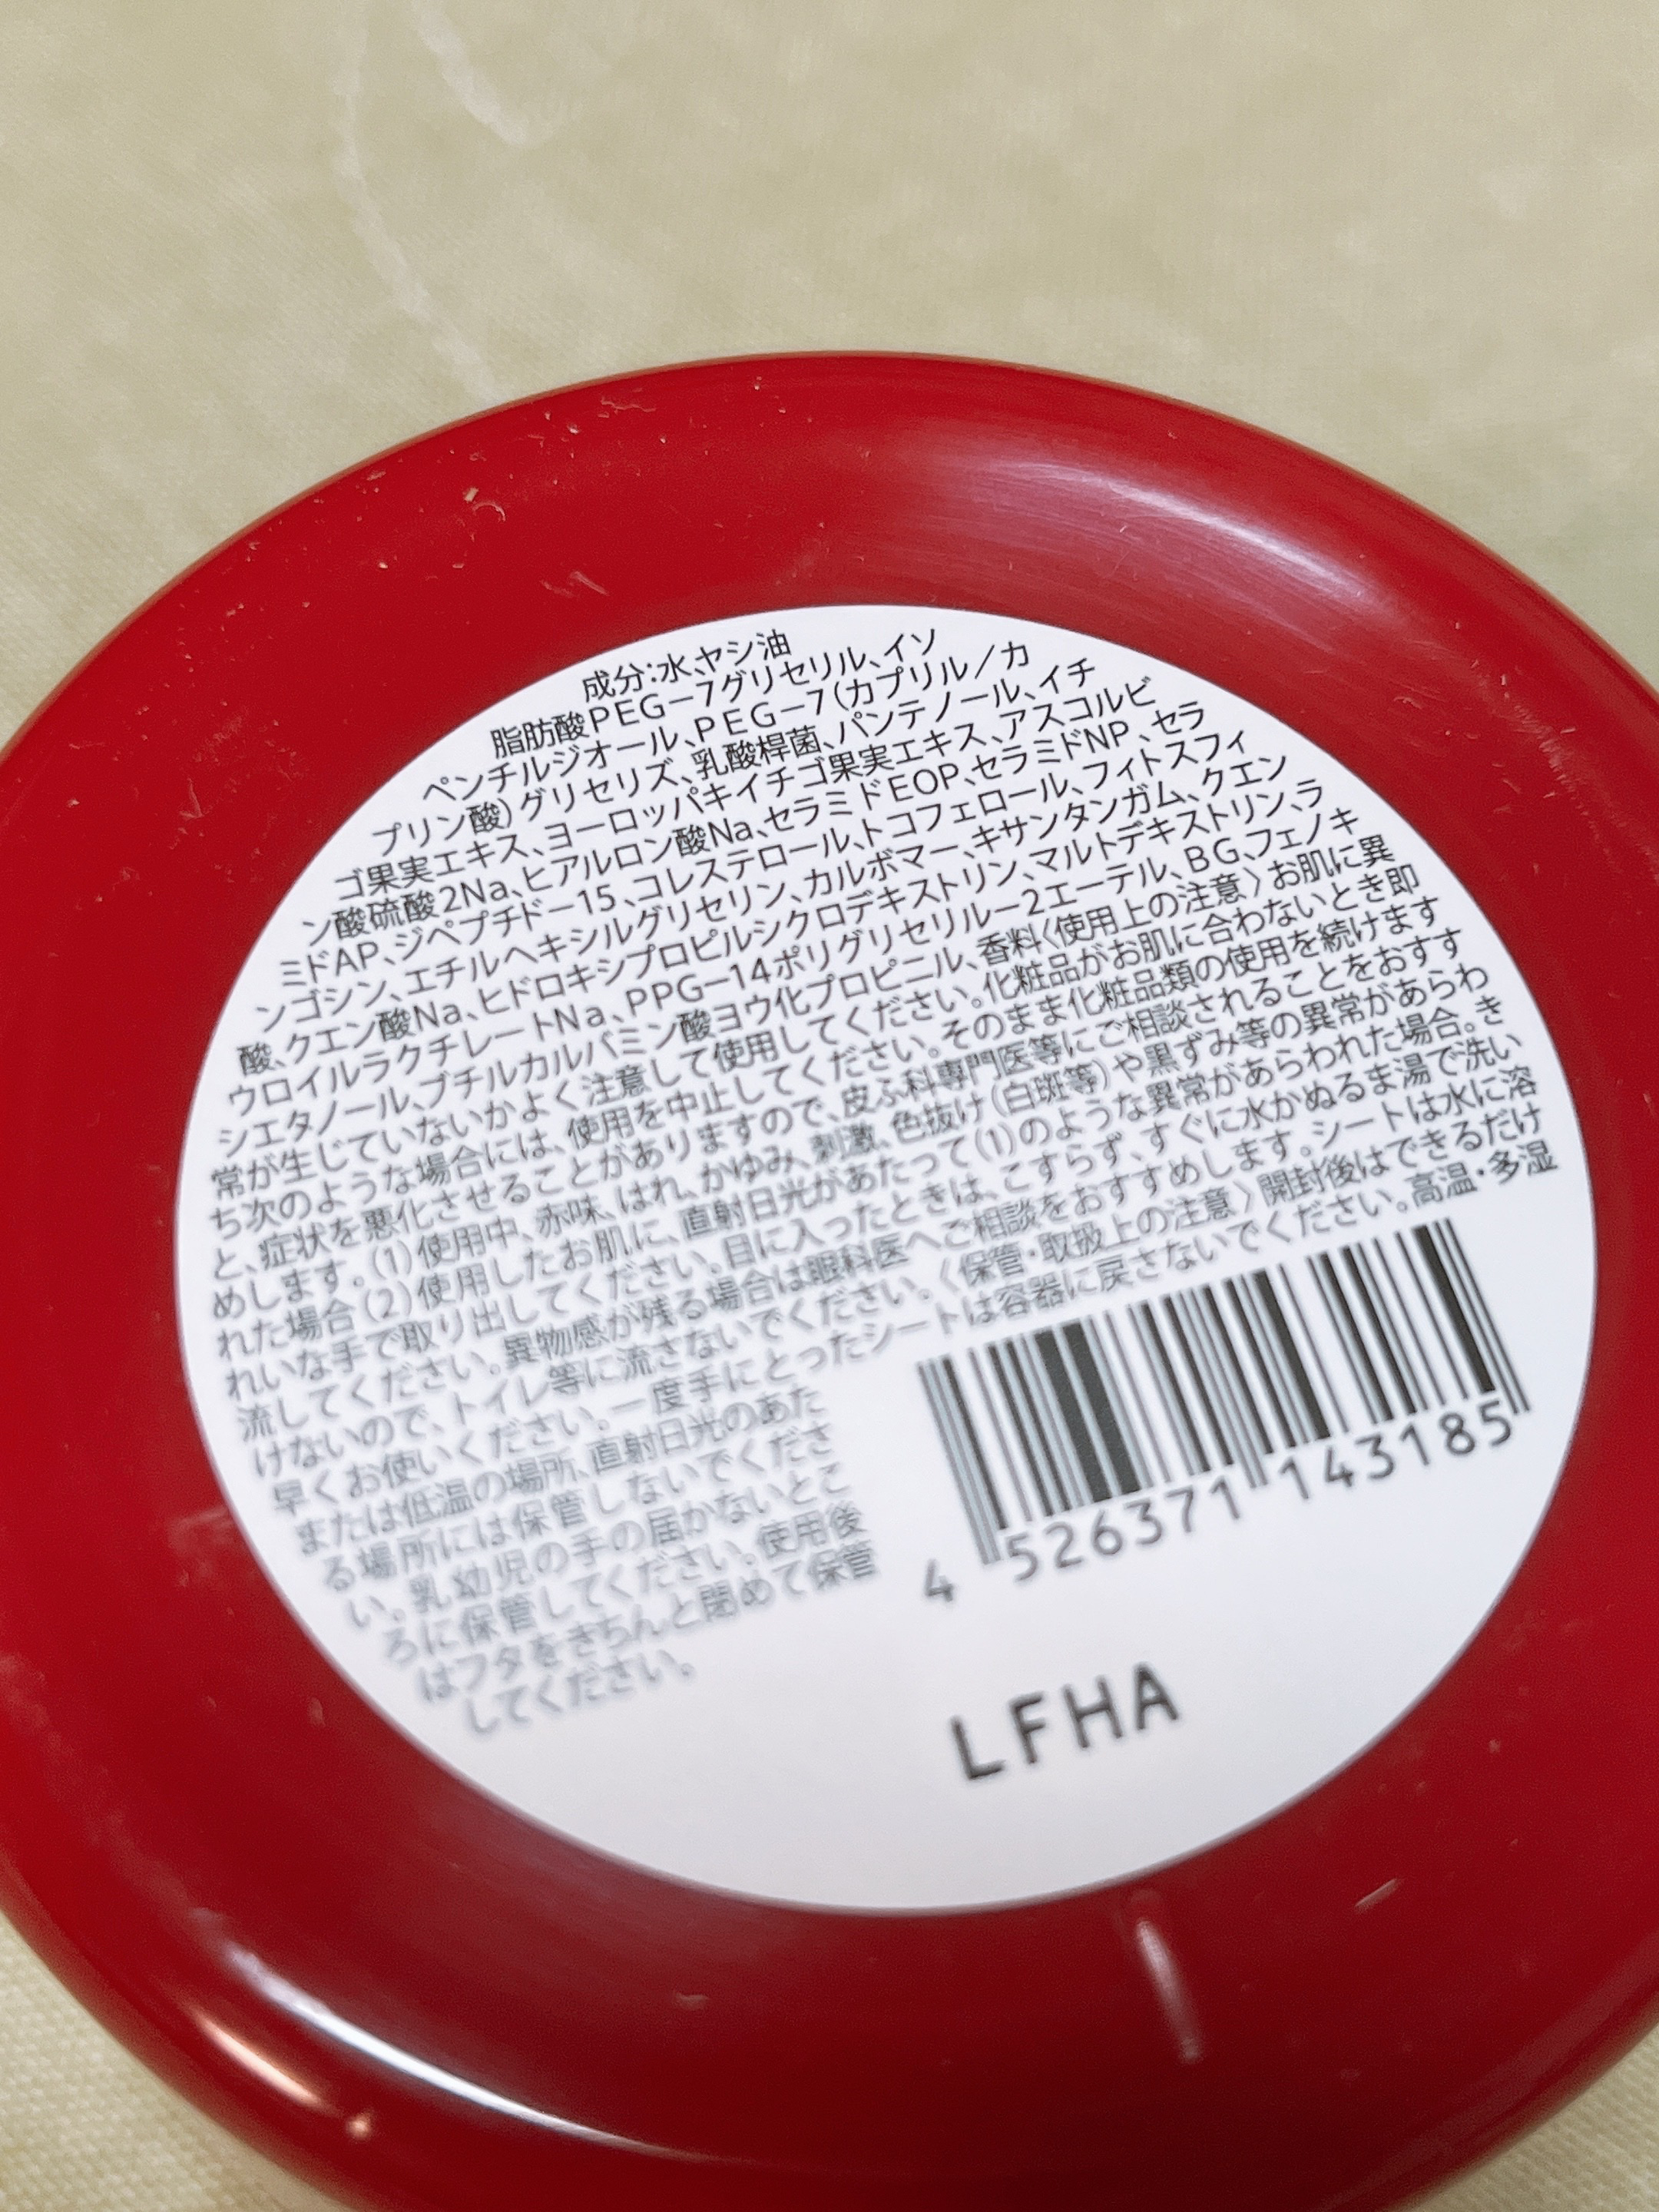 成分:水、ヤシ油
脂肪酸PEG－7グリセリル、イソ
ペンチルジオール、PEG－7(カプリル／カ
プリン酸)グリセリズ、乳酸桿菌、パンテノール、イチ
ゴ果実エキス、ヨーロッパキイチゴ果実エキス、アスコルビ
ン酸硫酸2Na、ヒアルロン酸Na、セラミドEOP、セラミドNP、セラ
ミドAP、ジペプチド－15、コレステロール、トコフェロール、フィトスフィ
ンゴシン、エチルヘキシルグリセリン、カルボマー、キサンタンガム、クエン
酸、クエン酸Na、ヒドロキシプロピルシクロデキストリン、マルトデキストリン、ラ
ウロイルラクチレートNa、PPG－14ポリグリセリル－2エーテル、BG、フェノキ
シエタノール、ブチルカルバミン酸ヨウ化プロピニル、香料〈使用上の注意〉お肌に異
常が生じていないかよく注意して使用してください。化粧品がお肌に合わないとき即
ち次のような場合には、使用を中止してください。そのまま化粧品類の使用を続けます
と、症状を悪化させることがありますので、皮ふ科専門医等にご相談されることをおすす
めします。(1)使用中、赤味、はれ、かゆみ、刺激、色抜け(白斑等)や黒ずみ等の異常があらわ
れた場合(2)使用したお肌に、直射日光があたって(1)のような異常があらわれた場合。き
れいな手で取り出してください。目に入ったときは、こすらず、すぐに水かぬるま湯で洗い
流してください。異物感が残る場合は眼科医へご相談をおすすめします。シートは水に溶
けないので、トイレ等に流さないでください。〈保管・取扱上の注意〉開封後はできるだけ
早くお使いください。一度手にとったシートは容器に戻さないでください。高温・多湿
または低温の場所、直射日光のあた
る場所には保管しないでくださ
い。乳幼児の手の届かないとこ
ろに保管してください。使用後
はフタをきちんと閉めて保管
してください。
4 526371 143185
LFHA